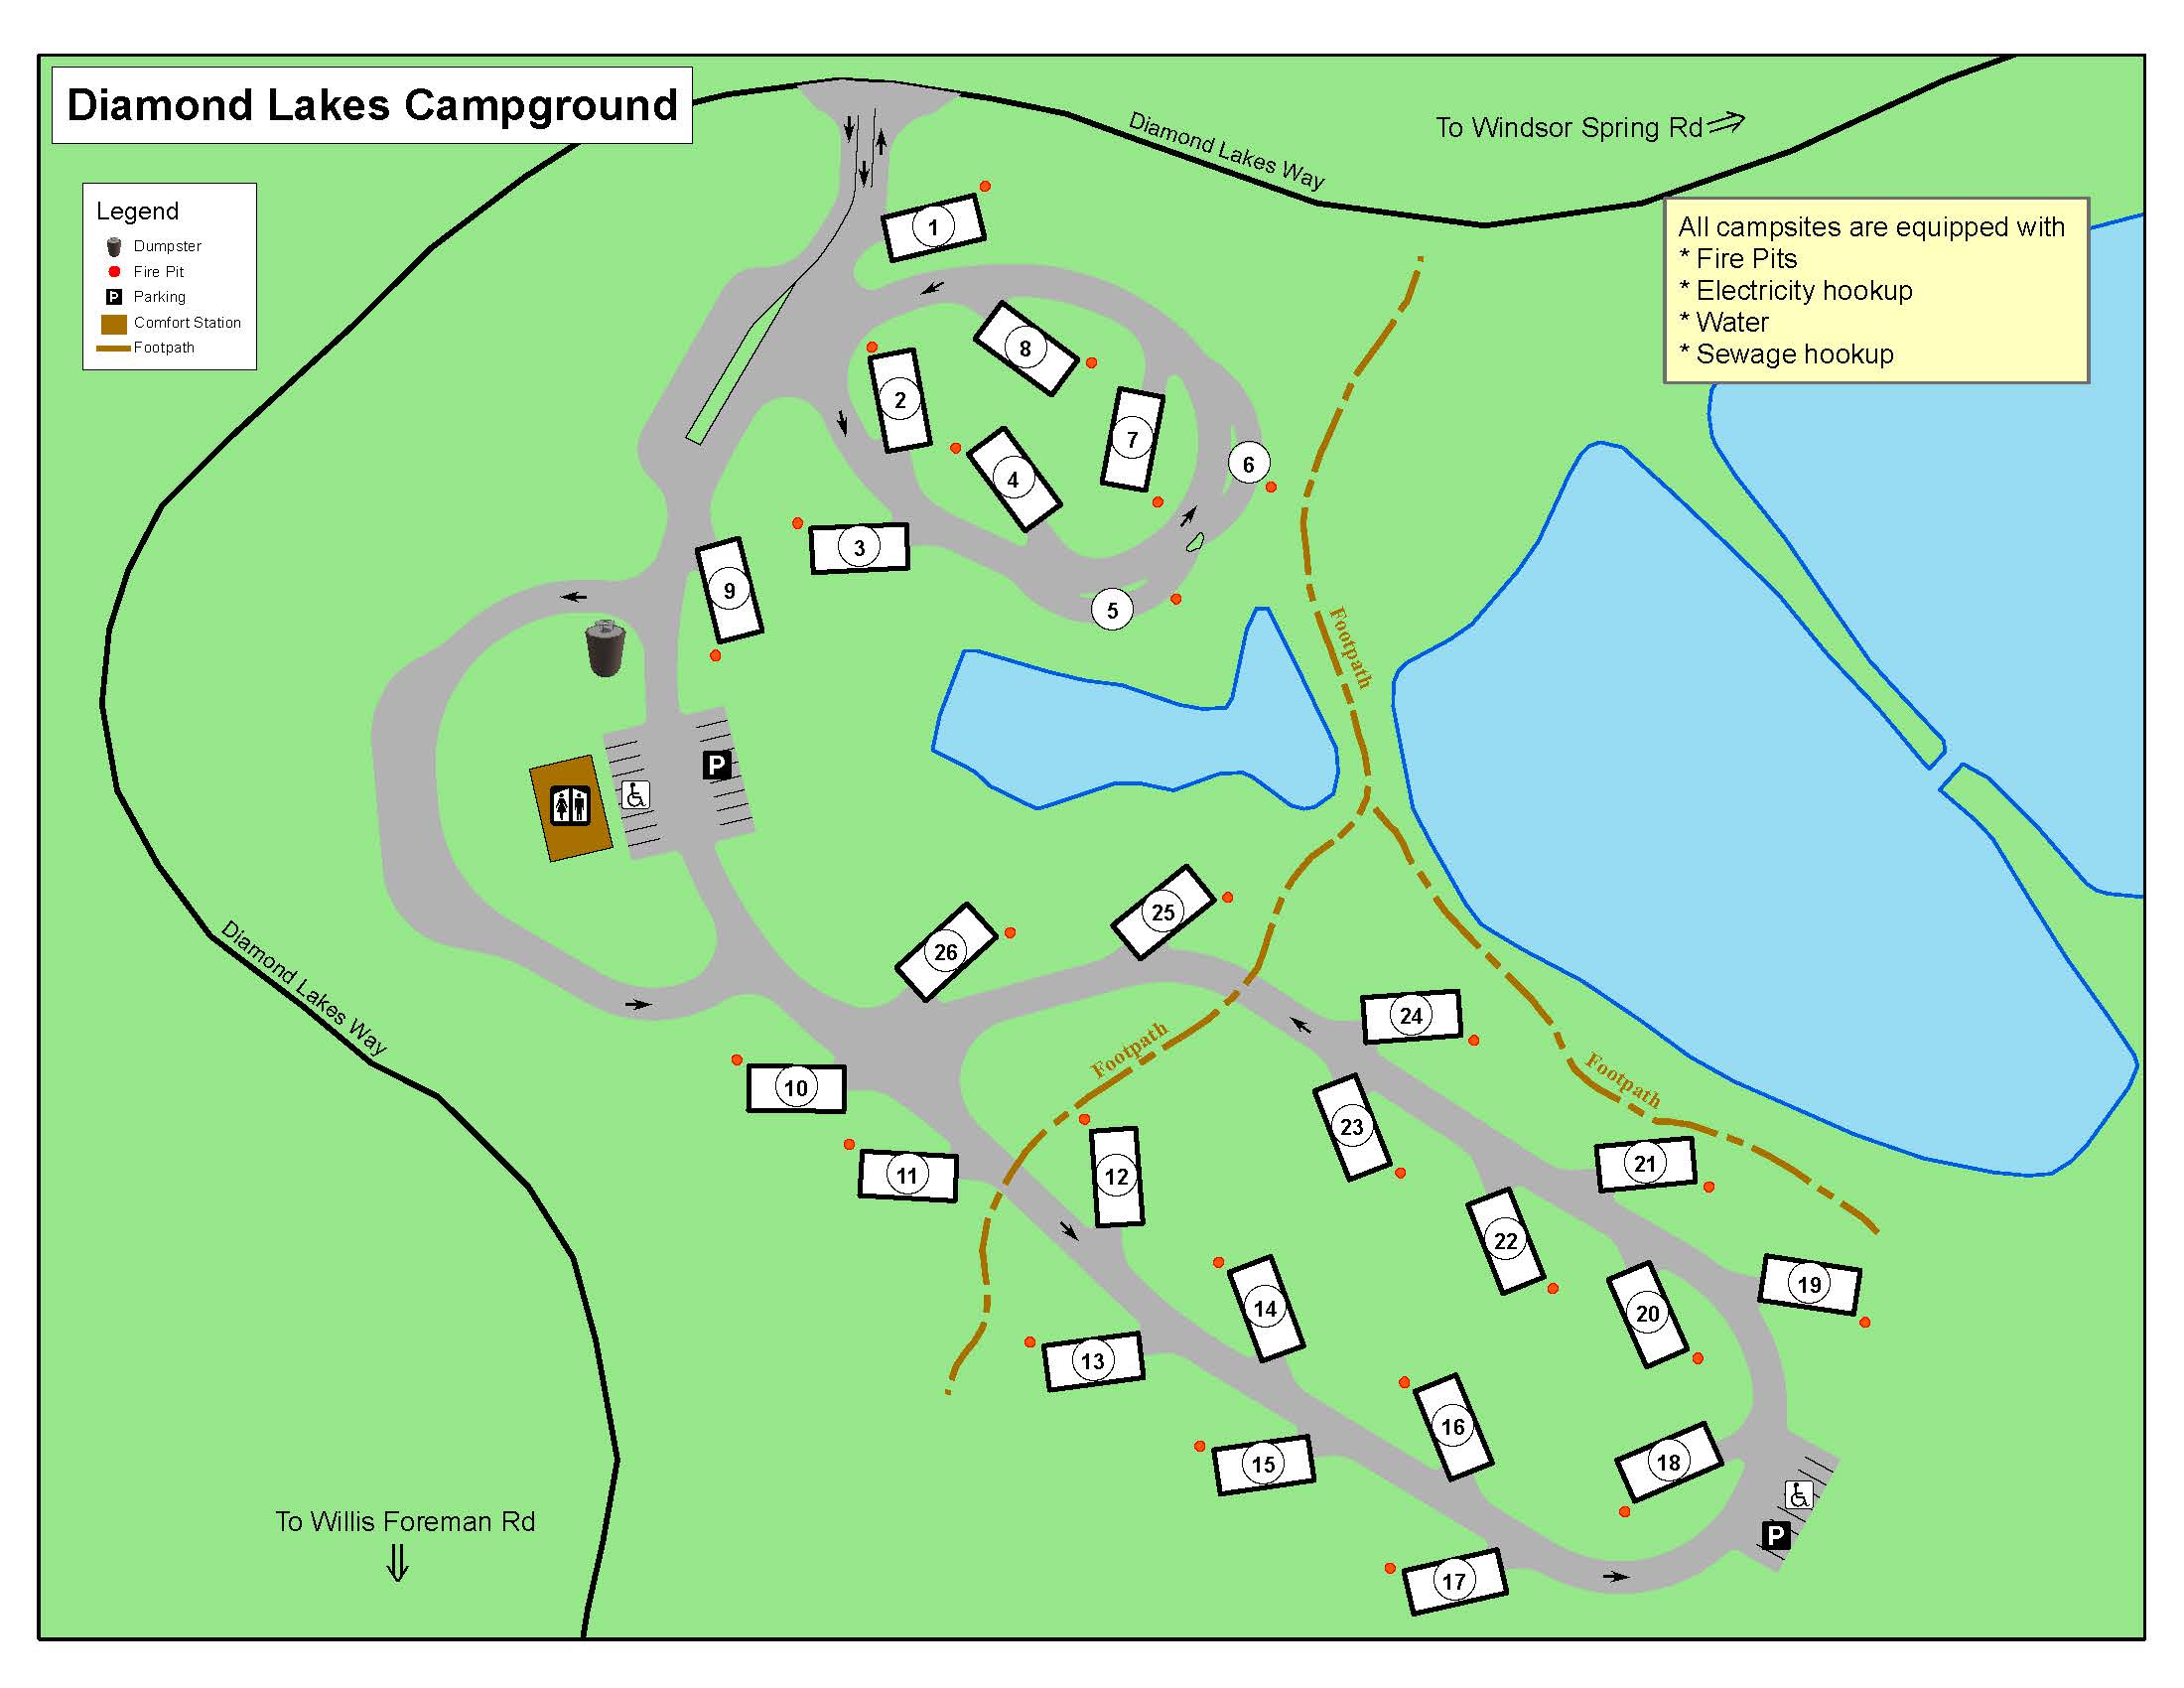 Diamond Lakes Campground
To Windsor Spring Rd
Diamond Lakes Way
Legend
Dumpster
Fire Pit
P Parking
Comfort Station
Footpath
All campsites are equipped with
* Fire Pits
* Electricity hookup
* Water
* Sewage hookup
1
8
2
7
4
6
3
9
5
Footpath
P
25
26
24
Diamond Lakes Way
Footpath
Footpath
10
23
11
12
21
22
19
14
20
13
16
15
18
To Willis Foreman Rd
P
17